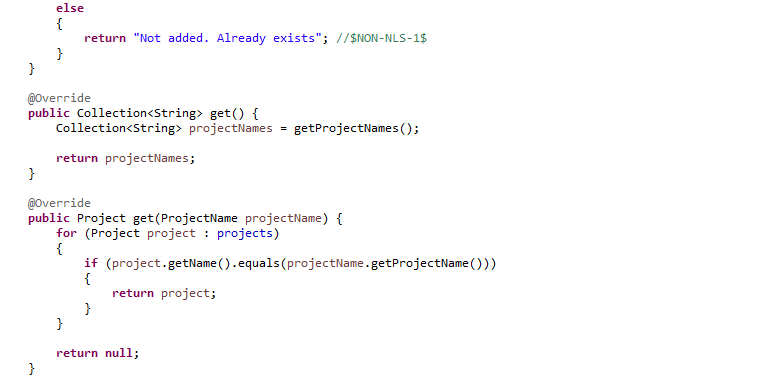 else
{
return "Not added. Already exists"; //$NON-NLS-1$
}
}
@Override
public Collection<String> get() {
Collection<String> projectNames = getProjectNames();
return projectNames;
}
@Override
public Project get(ProjectName projectName) {
for (Project project : projects)
{
if (project.getName().equals(projectName.getProjectName()))
{
return project;
}
}
return null;
}